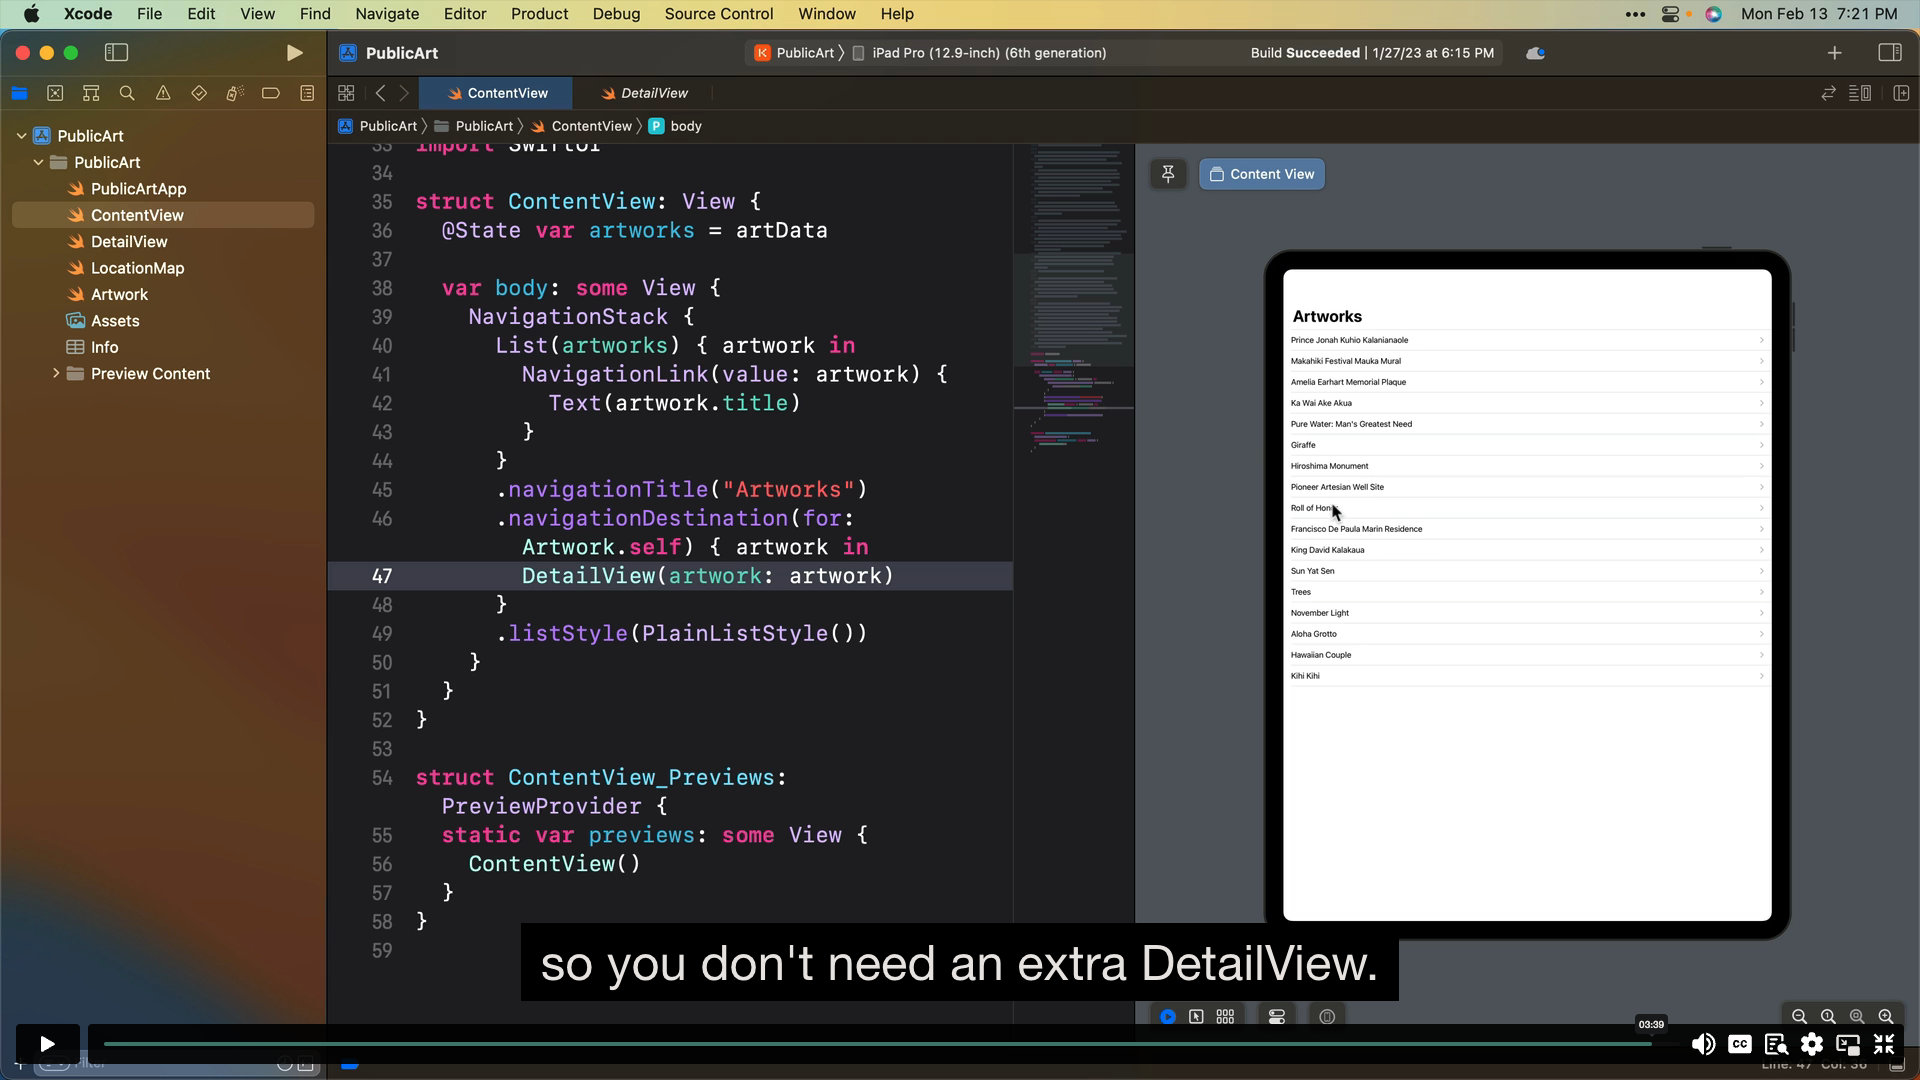 Xcode File Edit View Find Navigate Editor Product Debug Source Control Window Help
Mon Feb 13 7:21 PM
PublicArt
PublicArt 〉 iPad Pro (12.9-inch) (6th generation)
Build Succeeded | 1/27/23 at 6:15 PM
ContentView
DetailView
PublicArt 〉 PublicArt 〉 ContentView 〉 P body
PublicArt
PublicArt
PublicArtApp
ContentView
DetailView
LocationMap
Artwork
Assets
Info
Preview Content
33 import SwiftUI
34
35 struct ContentView: View {
36 @State var artworks = artData
37
38 var body: some View {
39 NavigationStack {
40 List(artworks) { artwork in
41 NavigationLink(value: artwork) {
42 Text(artwork.title)
43 }
44 }
45 .navigationTitle("Artworks")
46 .navigationDestination(for:
Artwork.self) { artwork in
47 DetailView(artwork: artwork)
48 }
49 .listStyle(PlainListStyle())
50 }
51 }
52 }
53
54 struct ContentView_Previews:
PreviewProvider {
55 static var previews: some View {
56 ContentView()
57 }
58 }
59
Content View
Artworks
Prince Jonah Kuhio Kalanianaole
Makahiki Festival Mauka Mural
Amelia Earhart Memorial Plaque
Ka Wai Ake Akua
Pure Water: Man's Greatest Need
Giraffe
Hiroshima Monument
Pioneer Artesian Well Site
Roll of Hon
Francisco De Paula Marin Residence
King David Kalakaua
Sun Yat Sen
Trees
November Light
Aloha Grotto
Hawaiian Couple
Kihi Kihi
so you don't need an extra DetailView.
03:39
CC
Filter
Line: 47 Col: 36